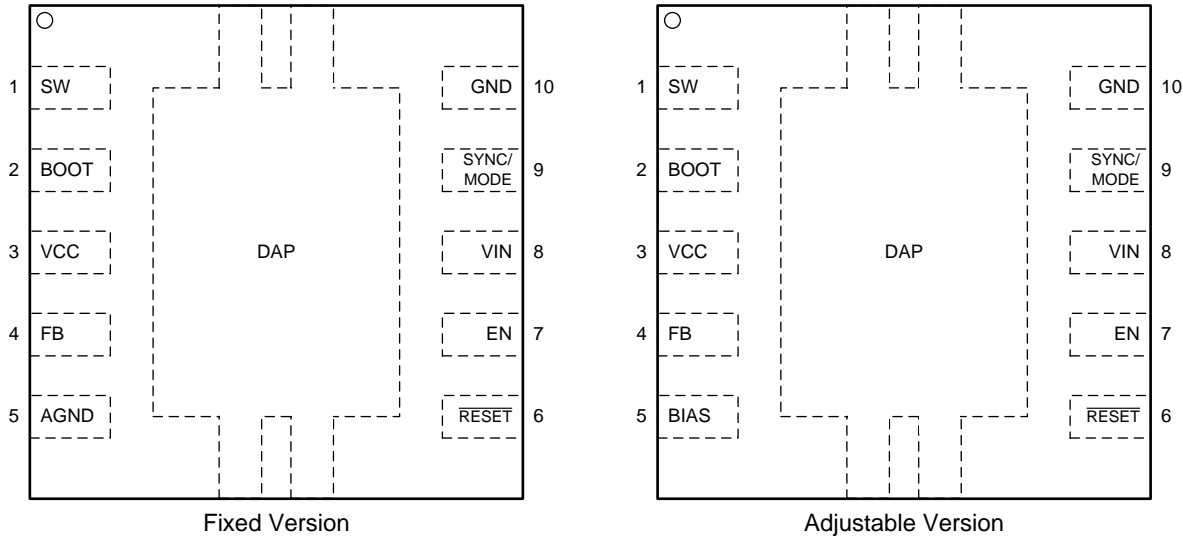 1 SW
2 BOOT
3 VCC
4 FB
5 AGND
DAP
GND 10
SYNC/
MODE 9
VIN 8
EN 7
RESET 6
Fixed Version
1 SW
2 BOOT
3 VCC
4 FB
5 BIAS
DAP
GND 10
SYNC/
MODE 9
VIN 8
EN 7
RESET 6
Adjustable Version